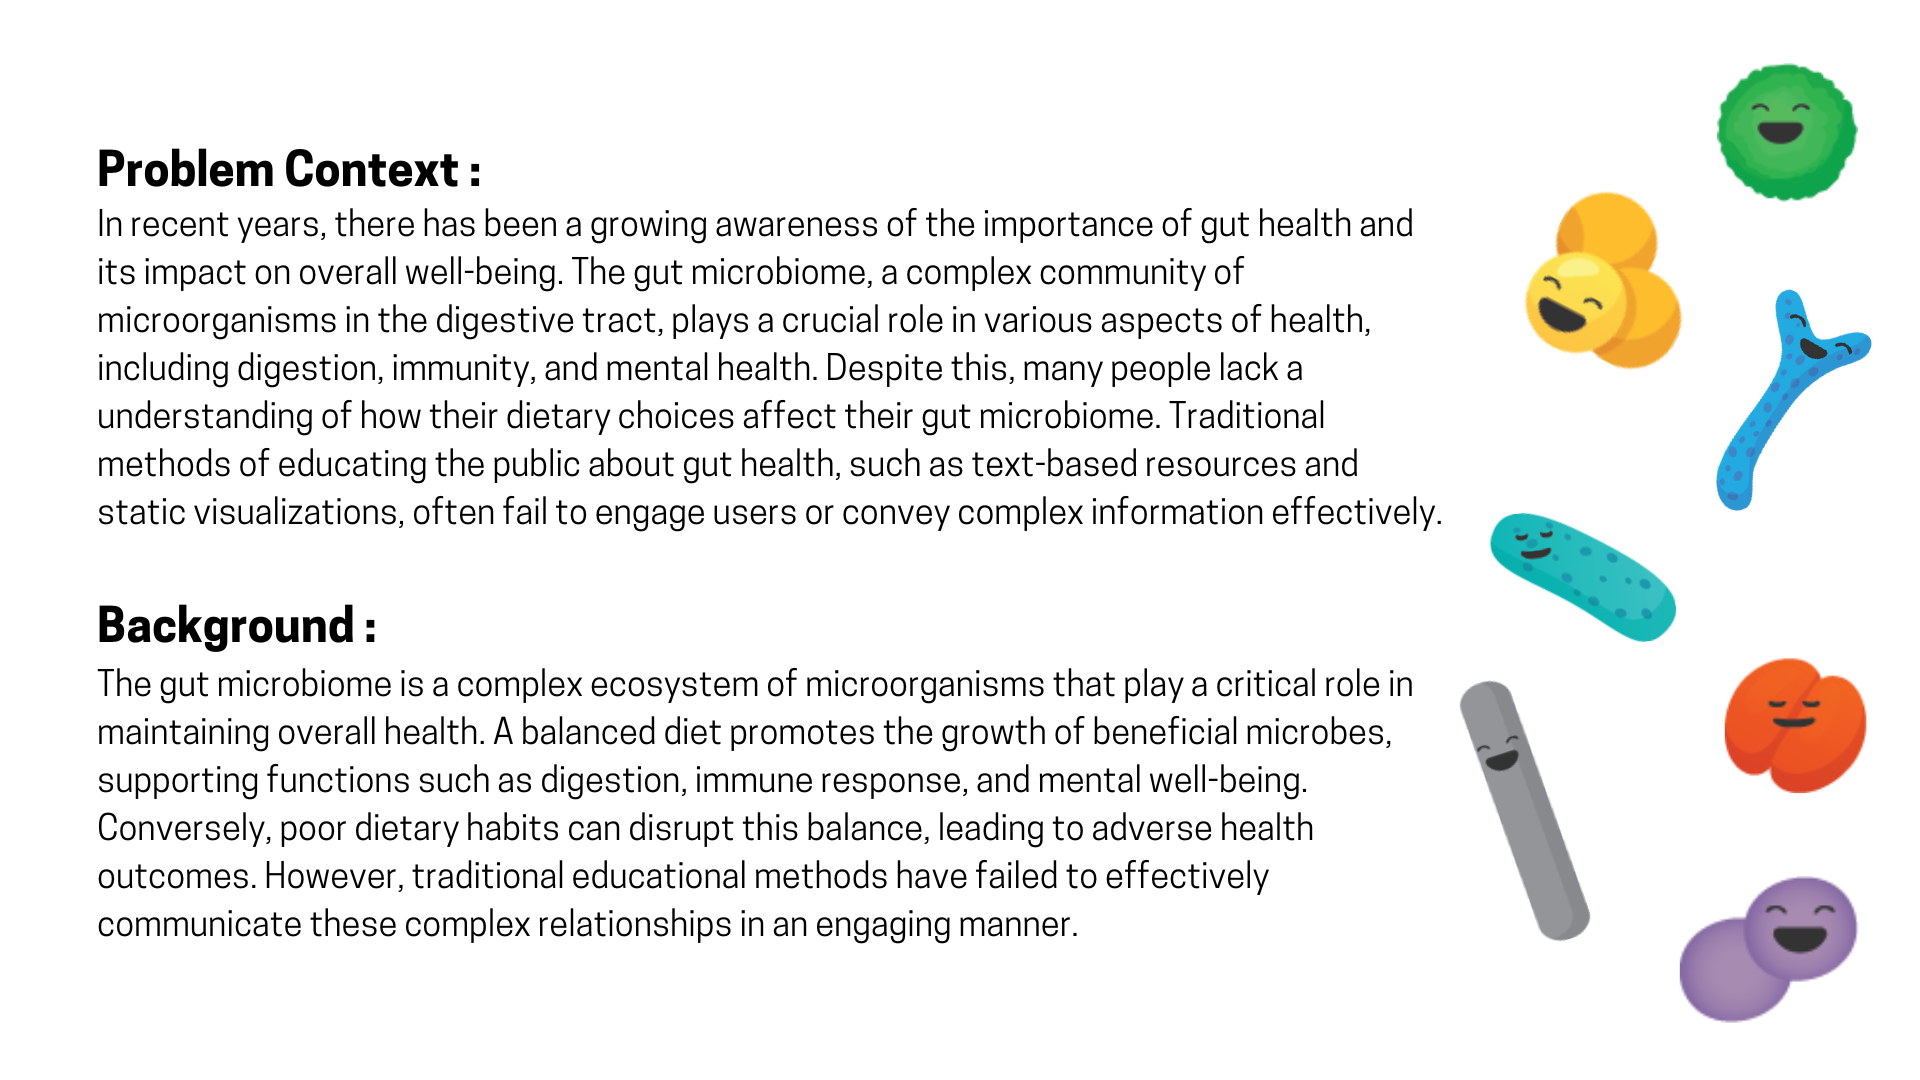 Problem Context :
In recent years, there has been a growing awareness of the importance of gut health and
its impact on overall well-being. The gut microbiome, a complex community of
microorganisms in the digestive tract, plays a crucial role in various aspects of health,
including digestion, immunity, and mental health. Despite this, many people lack a
understanding of how their dietary choices affect their gut microbiome. Traditional
methods of educating the public about gut health, such as text-based resources and
static visualizations, often fail to engage users or convey complex information effectively.
Background :
The gut microbiome is a complex ecosystem of microorganisms that play a critical role in
maintaining overall health. A balanced diet promotes the growth of beneficial microbes,
supporting functions such as digestion, immune response, and mental well-being.
Conversely, poor dietary habits can disrupt this balance, leading to adverse health
outcomes. However, traditional educational methods have failed to effectively
communicate these complex relationships in an engaging manner.